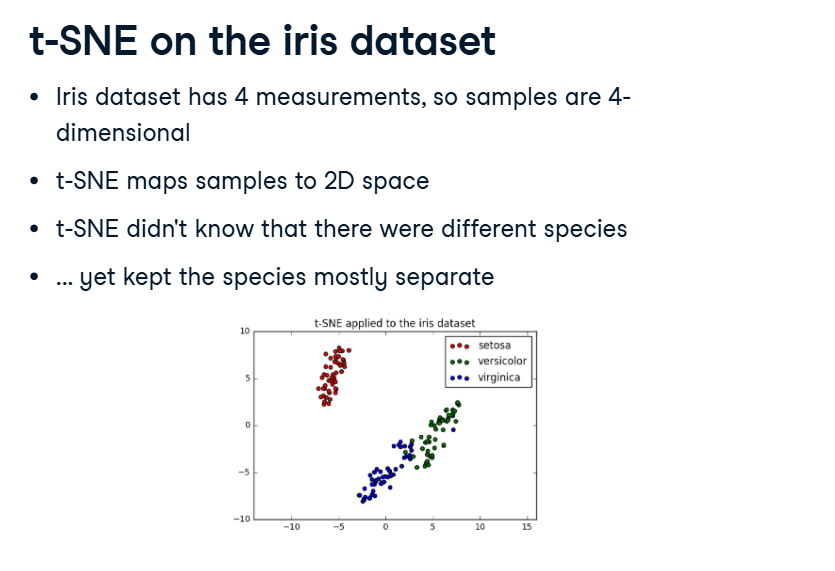 t-SNE on the iris dataset
• Iris dataset has 4 measurements, so samples are 4-
dimensional
• t-SNE maps samples to 2D space
• t-SNE didn't know that there were different species
• ... yet kept the species mostly separate
t-SNE applied to the iris dataset
setosa
versicolor
virginica
10
5
0
−5
−10
−10 −5 0 5 10 15